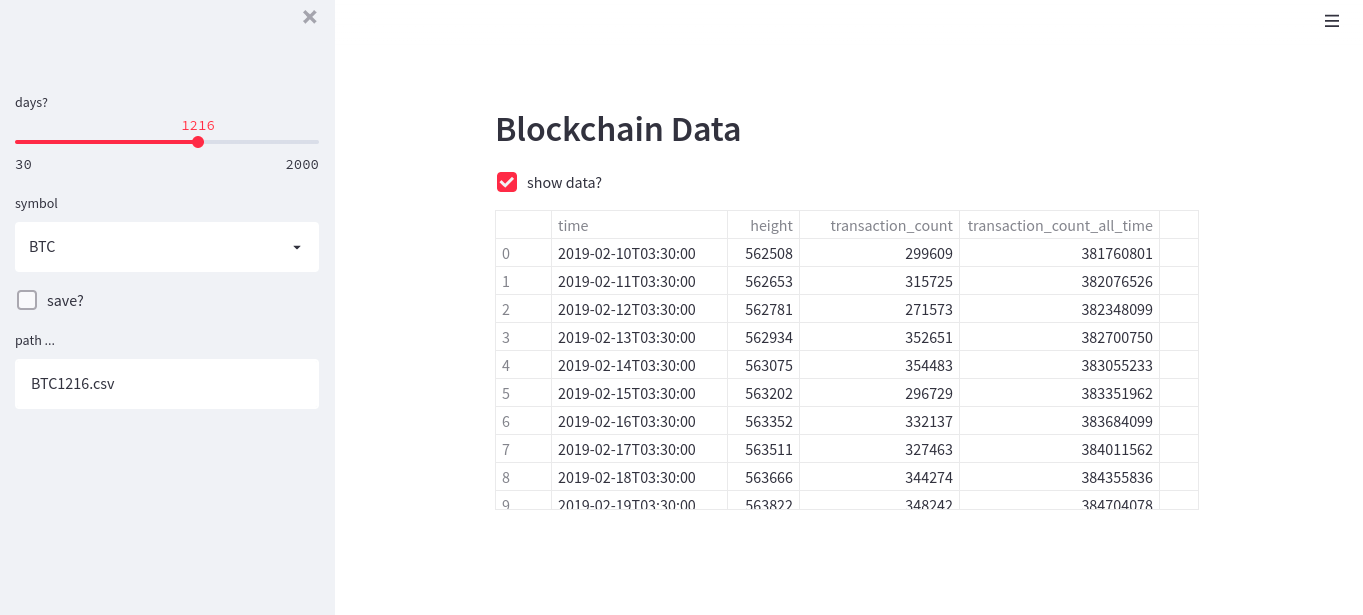 days?
1216
30 2000
symbol
BTC
save?
path ...
BTC1216.csv
Blockchain Data
show data?
time height transaction_count transaction_count_all_time
0 2019-02-10T03:30:00 562508 299609 381760801
1 2019-02-11T03:30:00 562653 315725 382076526
2 2019-02-12T03:30:00 562781 271573 382348099
3 2019-02-13T03:30:00 562934 352651 382700750
4 2019-02-14T03:30:00 563075 354483 383055233
5 2019-02-15T03:30:00 563202 296729 383351962
6 2019-02-16T03:30:00 563352 332137 383684099
7 2019-02-17T03:30:00 563511 327463 384011562
8 2019-02-18T03:30:00 563666 344274 384355836
9 2019-02-19T03:30:00 563822 348242 384704078